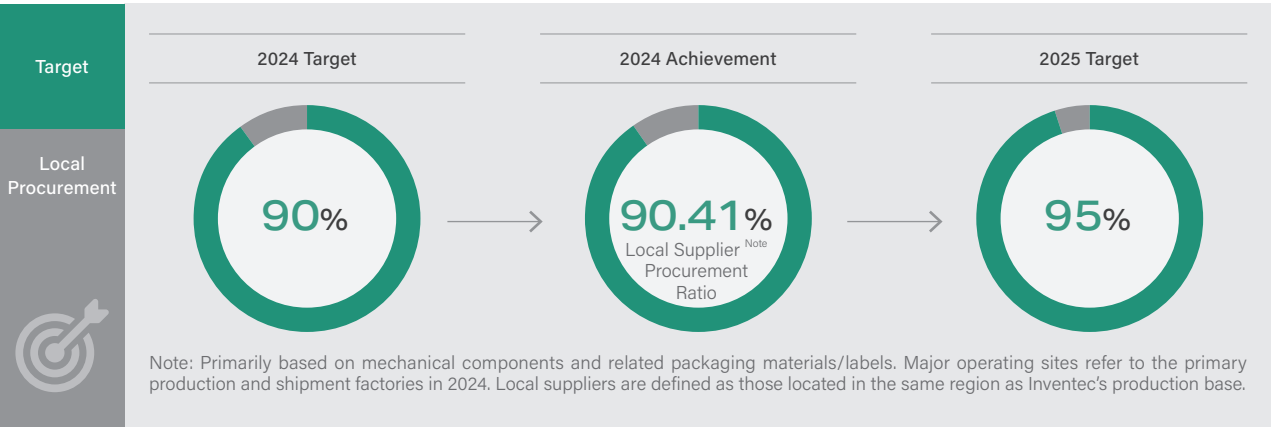 Target
2024 Target
2024 Achievement
2025 Target
Local
Procurement
90%
90.41%
Local Supplier Note
Procurement
Ratio
95%
Note: Primarily based on mechanical components and related packaging materials/labels. Major operating sites refer to the primary
production and shipment factories in 2024. Local suppliers are defined as those located in the same region as Inventec’s production base.